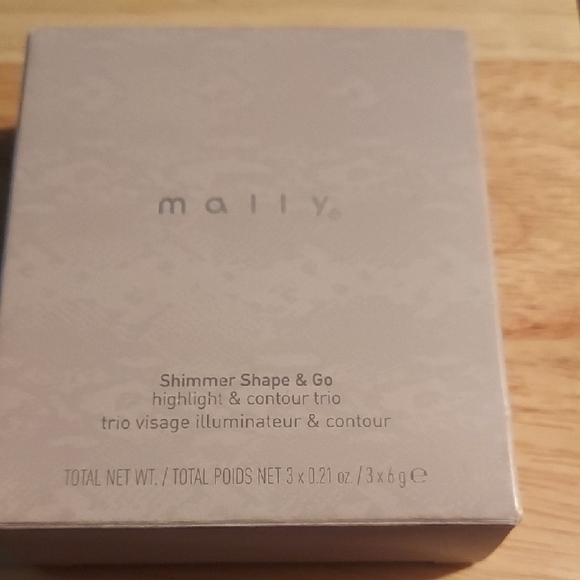 mally®
Shimmer Shape & Go
highlight & contour trio
trio visage illuminateur & contour
TOTAL NET WT. / TOTAL POIDS NET 3 x 0.21 oz. / 3 x 6 g ℮